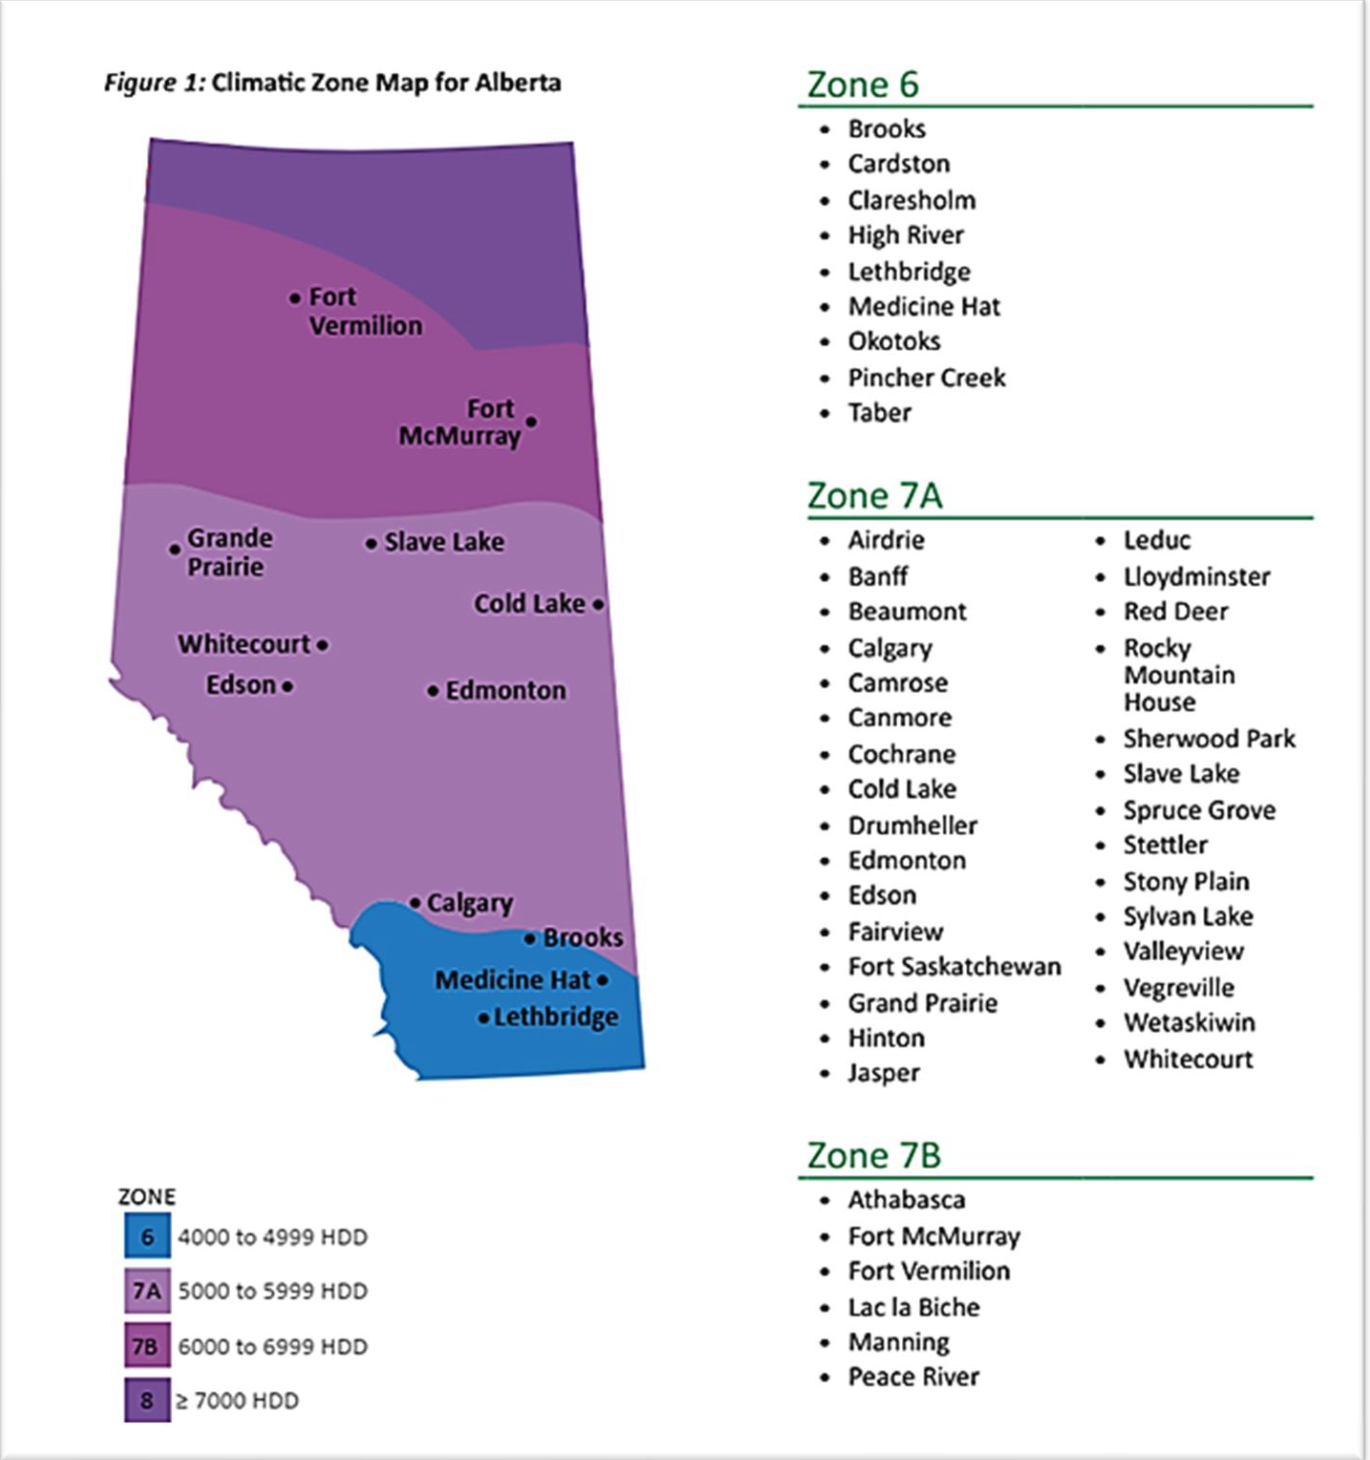 Figure 1: Climatic Zone Map for Alberta
Fort
Vermilion
Fort
McMurray
Grande
Prairie
Slave Lake
Cold Lake
Whitecourt
Edson
Edmonton
Calgary
Brooks
Medicine Hat
Lethbridge
ZONE
6 4000 to 4999 HDD
7A 5000 to 5999 HDD
7B 6000 to 6999 HDD
8 ≥ 7000 HDD
Zone 6
• Brooks
• Cardston
• Claresholm
• High River
• Lethbridge
• Medicine Hat
• Okotoks
• Pincher Creek
• Taber
Zone 7A
• Airdrie
• Banff
• Beaumont
• Calgary
• Camrose
• Canmore
• Cochrane
• Cold Lake
• Drumheller
• Edmonton
• Edson
• Fairview
• Fort Saskatchewan
• Grand Prairie
• Hinton
• Jasper
• Leduc
• Lloydminster
• Red Deer
• Rocky
Mountain
House
• Sherwood Park
• Slave Lake
• Spruce Grove
• Stettler
• Stony Plain
• Sylvan Lake
• Valleyview
• Vegreville
• Wetaskiwin
• Whitecourt
Zone 7B
• Athabasca
• Fort McMurray
• Fort Vermilion
• Lac la Biche
• Manning
• Peace River